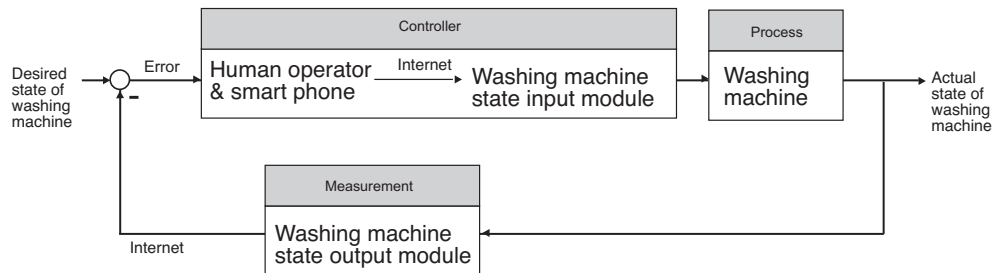 Controller
Process
Desired
state of
washing
machine
Error
Human operator
& smart phone
Internet
Washing machine
state input module
Washing
machine
Actual
state of
washing
machine
-
Measurement
Washing machine
state output module
Internet